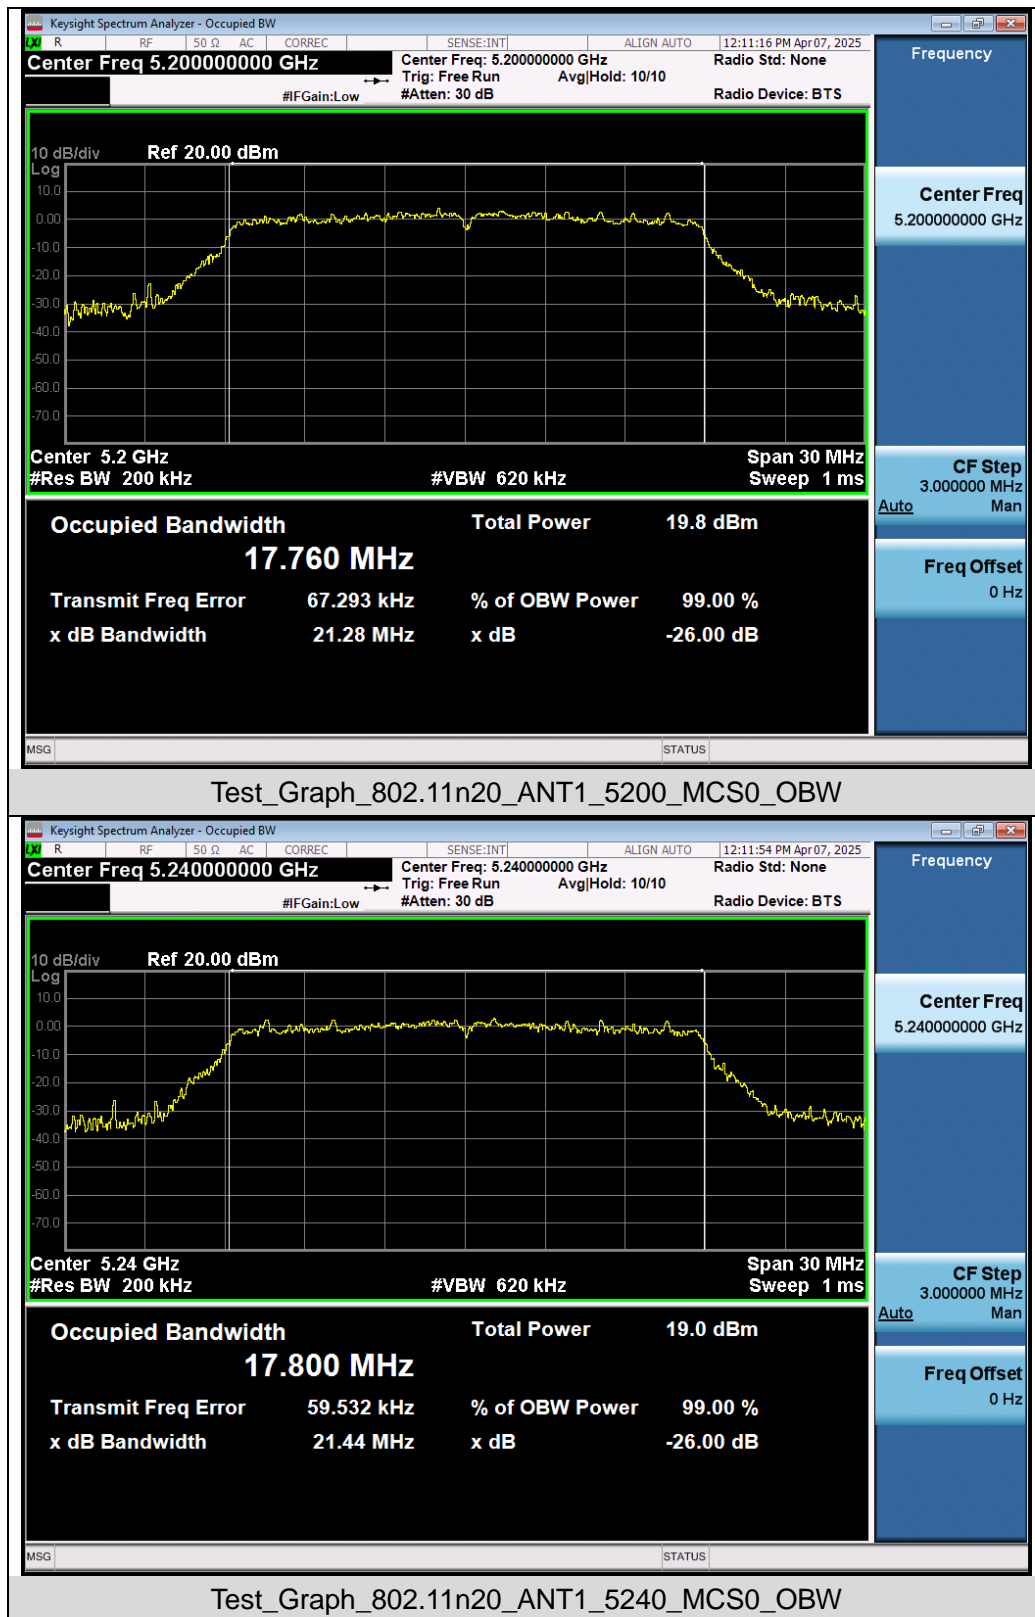 Keysight Spectrum Analyzer - Occupied BW
LXI R RF 50 Ω AC CORREC SENSE:INT ALIGN AUTO 12:11:16 PM Apr 07, 2025
Center Freq 5.200000000 GHz Center Freq: 5.200000000 GHz Radio Std: None Frequency
Trig: Free Run Avg|Hold: 10/10
#IFGain:Low #Atten: 30 dB Radio Device: BTS
10 dB/div Ref 20.00 dBm
Log
10.0
0.00
-10.0
-20.0
-30.0
-40.0
-50.0
-60.0
-70.0
Center Freq
5.200000000 GHz
Center 5.2 GHz Span 30 MHz
#Res BW 200 kHz #VBW 620 kHz Sweep 1 ms
CF Step
3.000000 MHz
Auto Man
Occupied Bandwidth Total Power 19.8 dBm
17.760 MHz
Transmit Freq Error 67.293 kHz % of OBW Power 99.00 %
x dB Bandwidth 21.28 MHz x dB -26.00 dB
Freq Offset
0 Hz
MSG STATUS
Test_Graph_802.11n20_ANT1_5200_MCS0_OBW
Keysight Spectrum Analyzer - Occupied BW
LXI R RF 50 Ω AC CORREC SENSE:INT ALIGN AUTO 12:11:54 PM Apr 07, 2025
Center Freq 5.240000000 GHz Center Freq: 5.240000000 GHz Radio Std: None Frequency
Trig: Free Run Avg|Hold: 10/10
#IFGain:Low #Atten: 30 dB Radio Device: BTS
10 dB/div Ref 20.00 dBm
Log
10.0
0.00
-10.0
-20.0
-30.0
-40.0
-50.0
-60.0
-70.0
Center Freq
5.240000000 GHz
Center 5.24 GHz Span 30 MHz
#Res BW 200 kHz #VBW 620 kHz Sweep 1 ms
CF Step
3.000000 MHz
Auto Man
Occupied Bandwidth Total Power 19.0 dBm
17.800 MHz
Transmit Freq Error 59.532 kHz % of OBW Power 99.00 %
x dB Bandwidth 21.44 MHz x dB -26.00 dB
Freq Offset
0 Hz
MSG STATUS
Test_Graph_802.11n20_ANT1_5240_MCS0_OBW